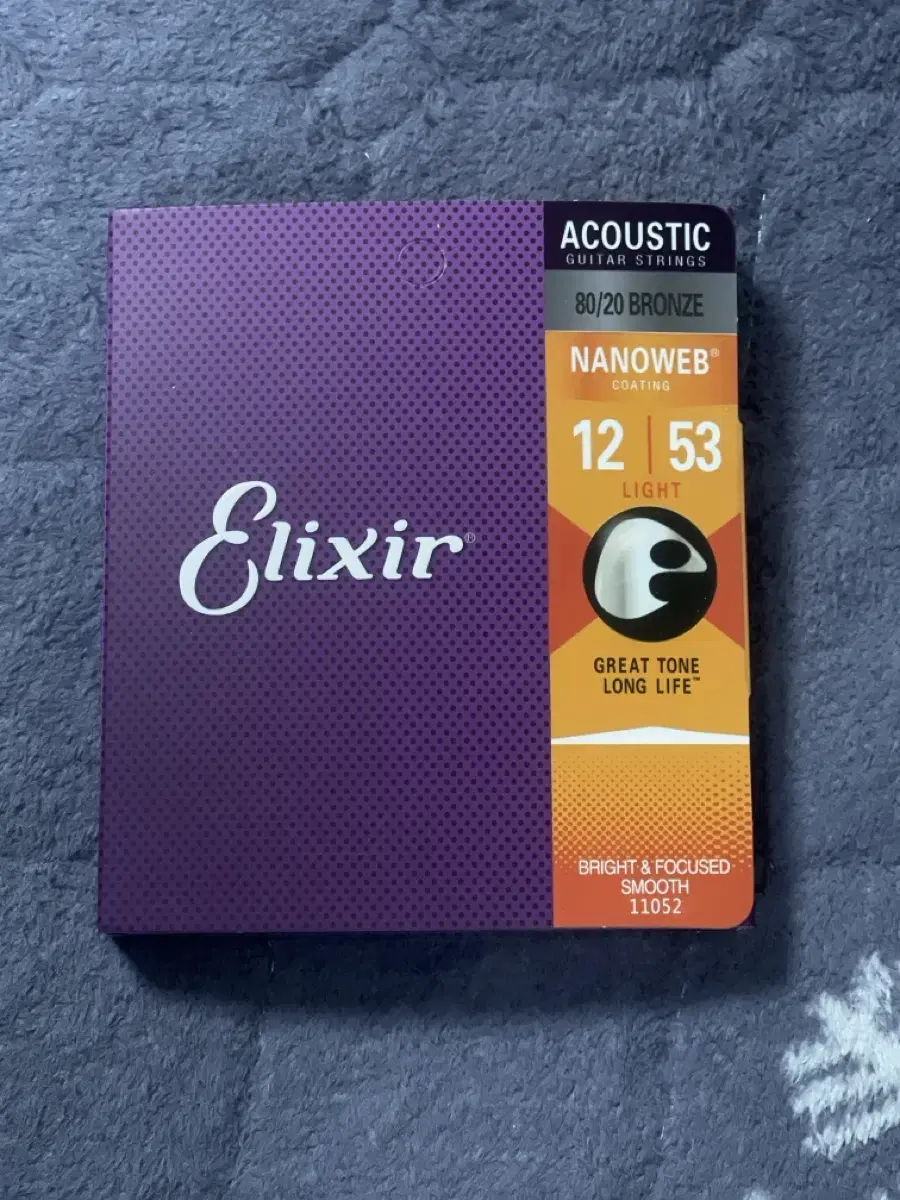 Elixir®
ACOUSTIC
GUITAR STRINGS
80/20 BRONZE
NANOWEB®
COATING
12 | 53
LIGHT
GREAT TONE
LONG LIFE™
BRIGHT & FOCUSED
SMOOTH
11052